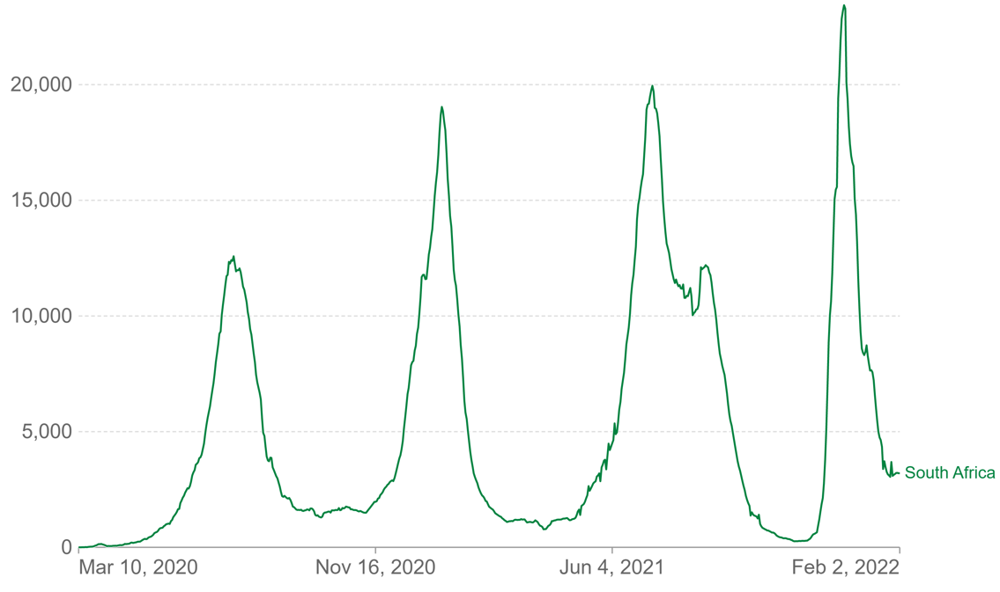 20,000
15,000
10,000
5,000
0
South Africa
Mar 10, 2020
Nov 16, 2020
Jun 4, 2021
Feb 2, 2022